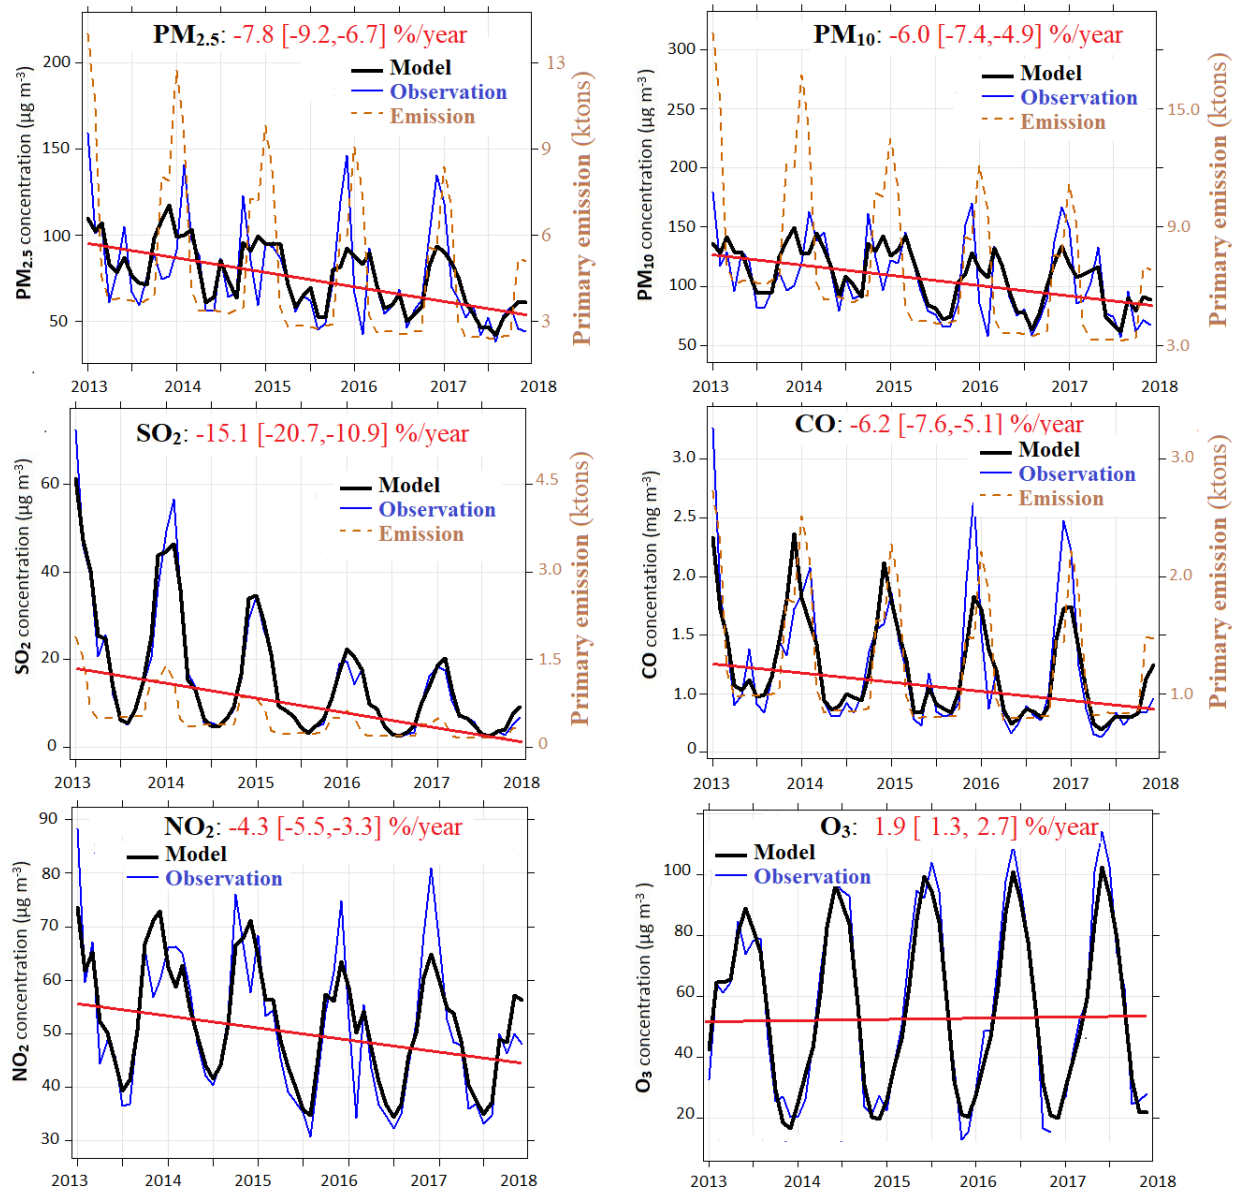 PM2.5: -7.8 [-9.2,-6.7] %/year
Model
Observation
Emission
PM2.5 concentration (µg m-3)
200
150
100
50
Primary emission (ktons)
13
9
6
3
2013 2014 2015 2016 2017 2018
PM10: -6.0 [-7.4,-4.9] %/year
Model
Observation
Emission
PM10 concentration (µg m-3)
300
250
200
150
100
50
Primary emission (ktons)
15.0
9.0
3.0
2013 2014 2015 2016 2017 2018
SO2: -15.1 [-20.7,-10.9] %/year
Model
Observation
Emission
SO2 concentration (µg m-3)
60
40
20
0
Primary emission (ktons)
4.5
3.0
1.5
0
2013 2014 2015 2016 2017 2018
CO: -6.2 [-7.6,-5.1] %/year
Model
Observation
Emission
CO concentation (mg m-3)
3.0
2.5
2.0
1.5
1.0
0
Primary emission (ktons)
3.0
2.0
1.0
2013 2014 2015 2016 2017 2018
NO2: -4.3 [-5.5,-3.3] %/year
Model
Observation
NO2 concentration (µg m-3)
90
80
70
60
50
40
30
2013 2014 2015 2016 2017 2018
O3: 1.9 [ 1.3, 2.7] %/year
Model
Observation
O3 concentration (µg m-3)
100
80
60
40
20
2013 2014 2015 2016 2017 2018